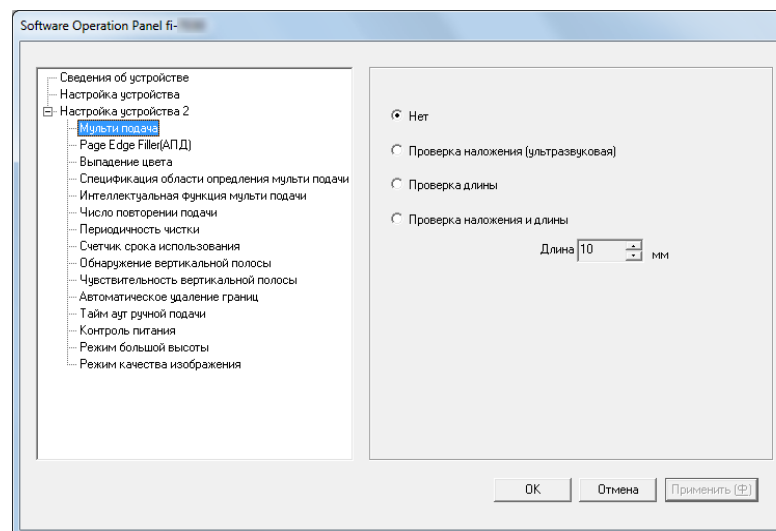 Software Operation Panel fi-
Сведения об устройстве
Настройка устройства
Настройка устройства 2
Мульти подача
Page Edge Filler(АПД)
Выпадение цвета
Спецификация области опредления мульти подачи
Интеллектуальная функция мульти подачи
Число повторении подачи
Периодичность чистки
Счетчик срока использования
Обнаружение вертикальной полосы
Чувствительность вертикальной полосы
Автоматическое удаление границ
Тайм аут ручной подачи
Контроль питания
Режим большой высоты
Режим качества изображения
Нет
Проверка наложения (ультразвуковая)
Проверка длины
Проверка наложения и длины
Длина 10 мм
OK Отмена Применить (Ф)